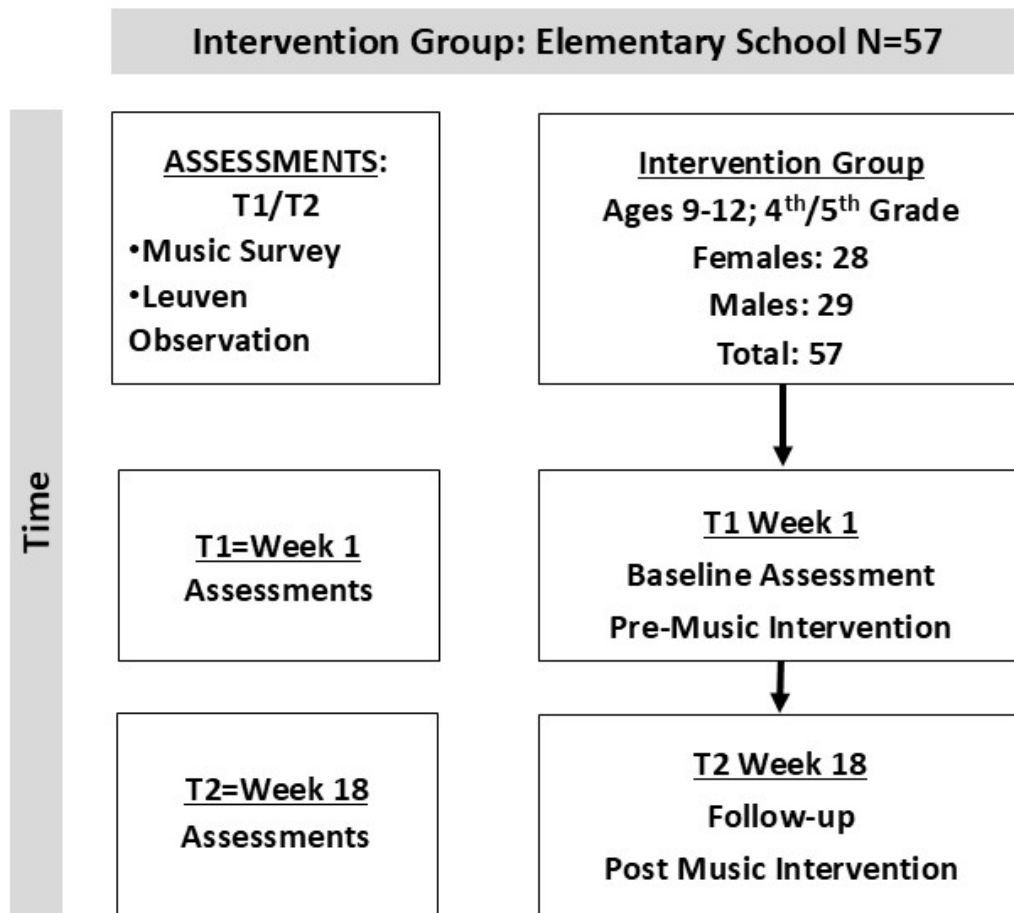 Intervention Group: Elementary School N=57
Time
ASSESSMENTS:
T1/T2
•Music Survey
•Leuven
Observation
Intervention Group
Ages 9-12; 4th/5th Grade
Females: 28
Males: 29
Total: 57
T1=Week 1
Assessments
T1 Week 1
Baseline Assessment
Pre-Music Intervention
T2=Week 18
Assessments
T2 Week 18
Follow-up
Post Music Intervention